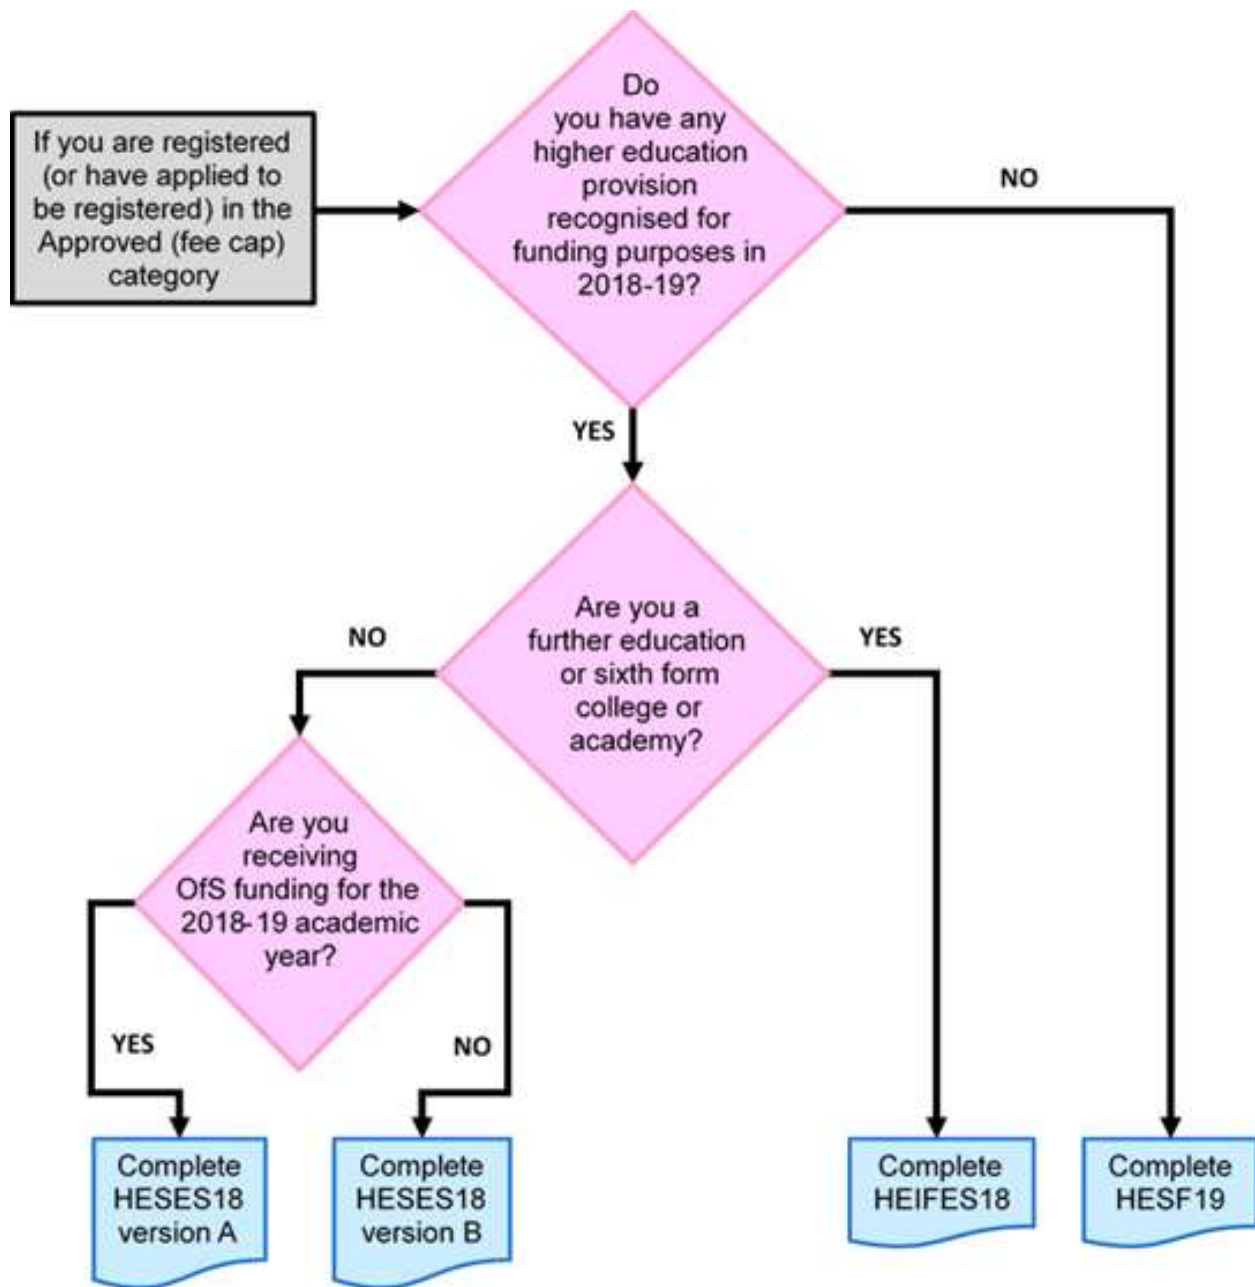 If you are registered
(or have applied to
be registered) in the
Approved (fee cap)
category
Do
you have any
higher education
provision
recognised for
funding purposes in
2018-19?
NO
YES
Are you a
further education
or sixth form
college or
academy?
NO
YES
Are you
receiving
OfS funding for the
2018-19 academic
year?
YES
NO
Complete
HESES18
version A
Complete
HESES18
version B
Complete
HEIFES18
Complete
HESF19